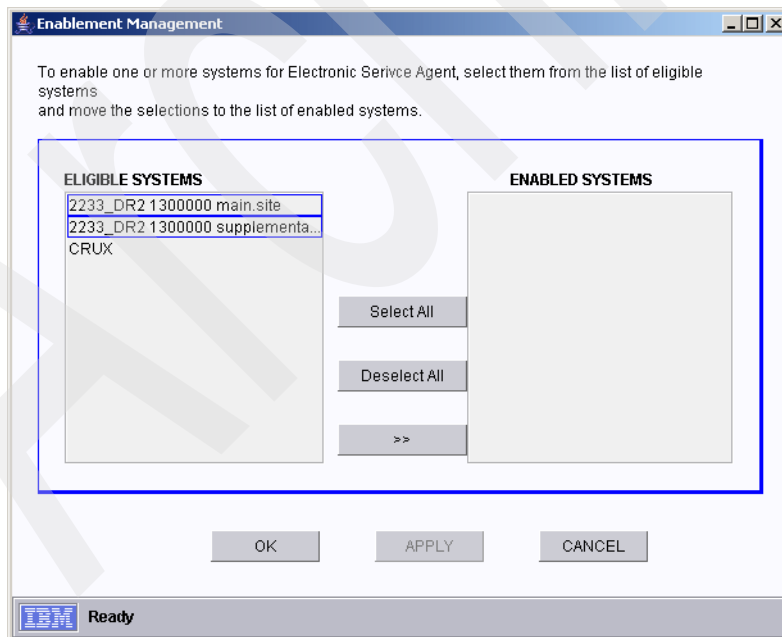 Enablement Management
To enable one or more systems for Electronic Serivce Agent, select them from the list of eligible
systems
and move the selections to the list of enabled systems.
ELIGIBLE SYSTEMS
ENABLED SYSTEMS
2233_DR2 1300000 main.site
2233_DR2 1300000 supplementa...
CRUX
Select All
Deselect All
>>
OK
APPLY
CANCEL
IBM
Ready